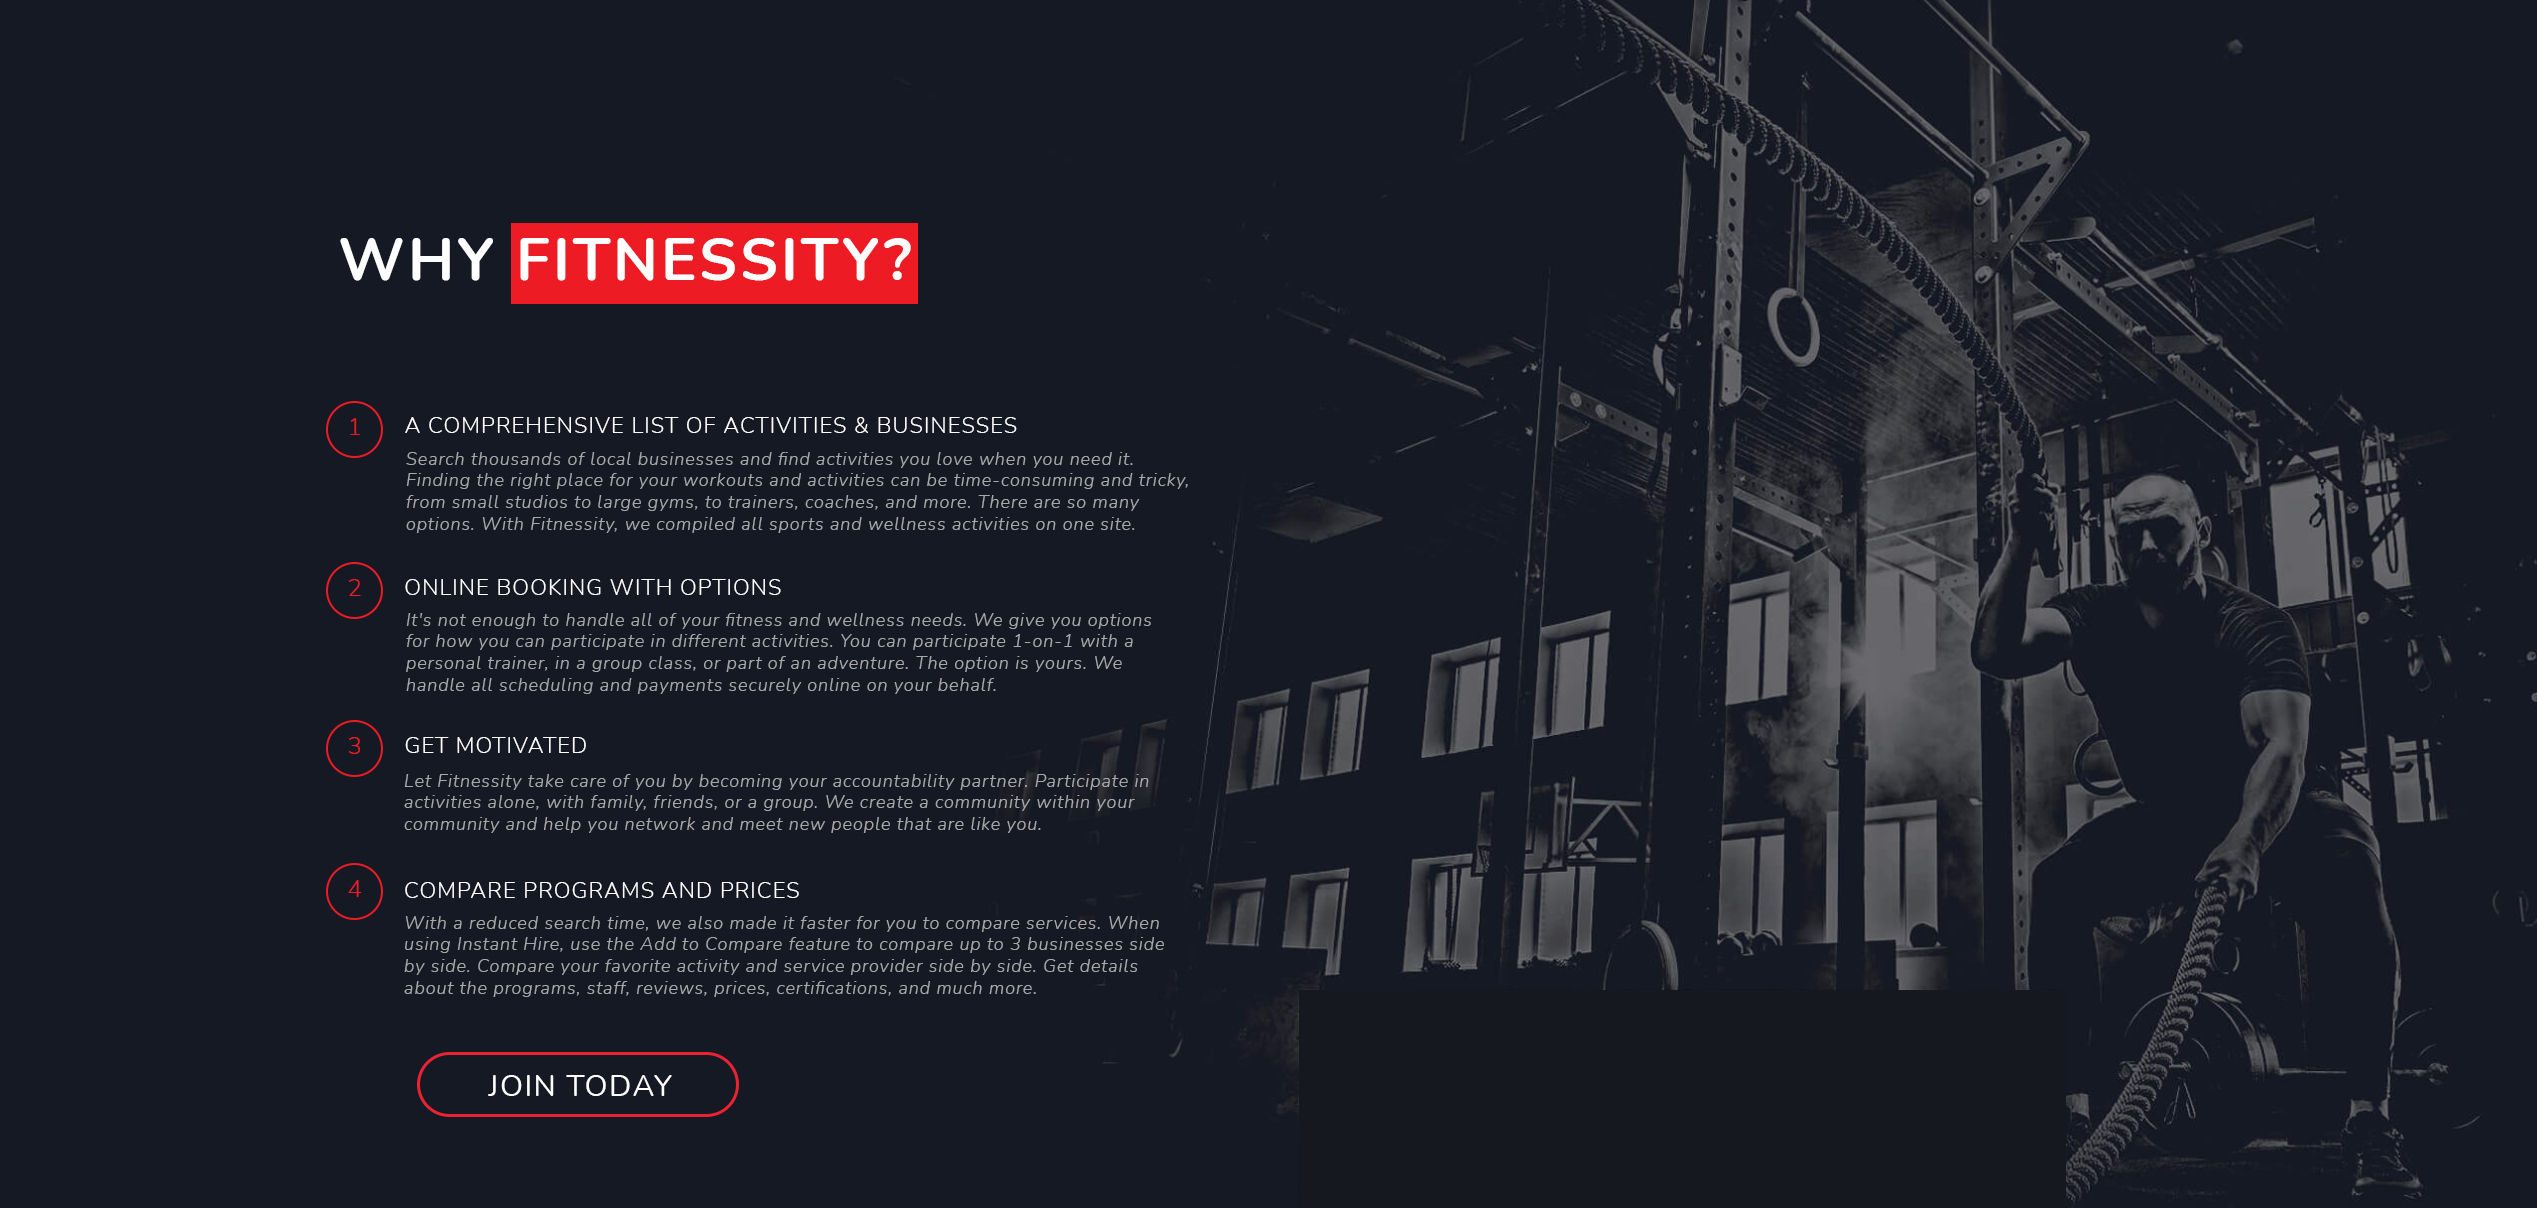 WHY FITNESSITY?
1
A COMPREHENSIVE LIST OF ACTIVITIES & BUSINESSES
Search thousands of local businesses and find activities you love when you need it.
Finding the right place for your workouts and activities can be time-consuming and tricky,
from small studios to large gyms, to trainers, coaches, and more. There are so many
options. With Fitnessity, we compiled all sports and wellness activities on one site.
2
ONLINE BOOKING WITH OPTIONS
It's not enough to handle all of your fitness and wellness needs. We give you options
for how you can participate in different activities. You can participate 1-on-1 with a
personal trainer, in a group class, or part of an adventure. The option is yours. We
handle all scheduling and payments securely online on your behalf.
3
GET MOTIVATED
Let Fitnessity take care of you by becoming your accountability partner. Participate in
activities alone, with family, friends, or a group. We create a community within your
community and help you network and meet new people that are like you.
4
COMPARE PROGRAMS AND PRICES
With a reduced search time, we also made it faster for you to compare services. When
using Instant Hire, use the Add to Compare feature to compare up to 3 businesses side
by side. Compare your favorite activity and service provider side by side. Get details
about the programs, staff, reviews, prices, certifications, and much more.
JOIN TODAY